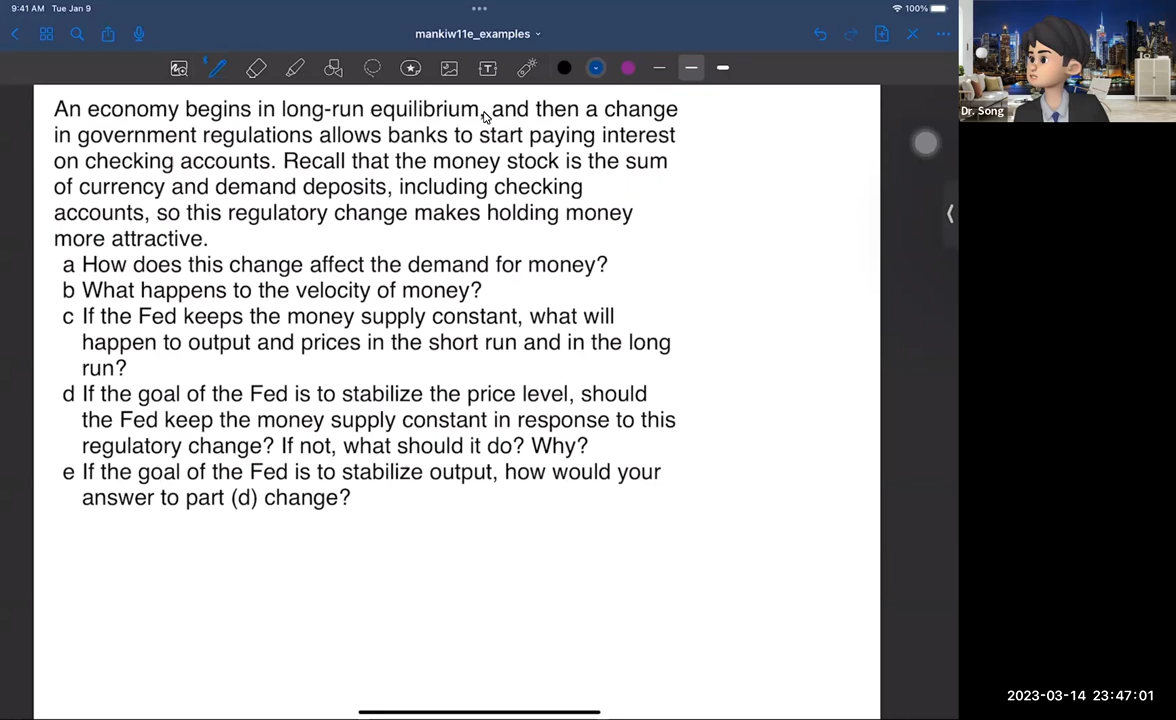 9:41 AM Tue Jan 9
100%
mankiw11e_examples
An economy begins in long-run equilibrium, and then a change
in government regulations allows banks to start paying interest
on checking accounts. Recall that the money stock is the sum
of currency and demand deposits, including checking
accounts, so this regulatory change makes holding money
more attractive.
a How does this change affect the demand for money?
b What happens to the velocity of money?
c If the Fed keeps the money supply constant, what will
happen to output and prices in the short run and in the long
run?
d If the goal of the Fed is to stabilize the price level, should
the Fed keep the money supply constant in response to this
regulatory change? If not, what should it do? Why?
e If the goal of the Fed is to stabilize output, how would your
answer to part (d) change?
Dr. Song
2023-03-14 23:47:01